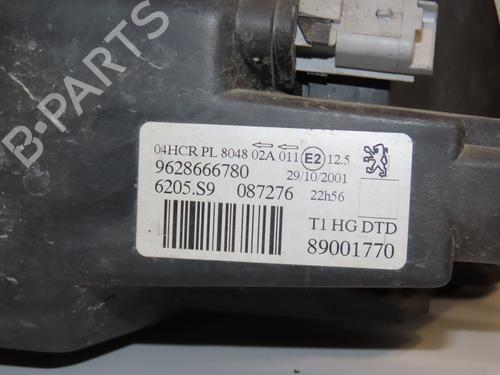 04HCR PL 8048 02A 011 E2 12.5
9628666780 29/10/2001
6205.S9 087276 22h56
T1 HG DTD
89001770
B-PARTS